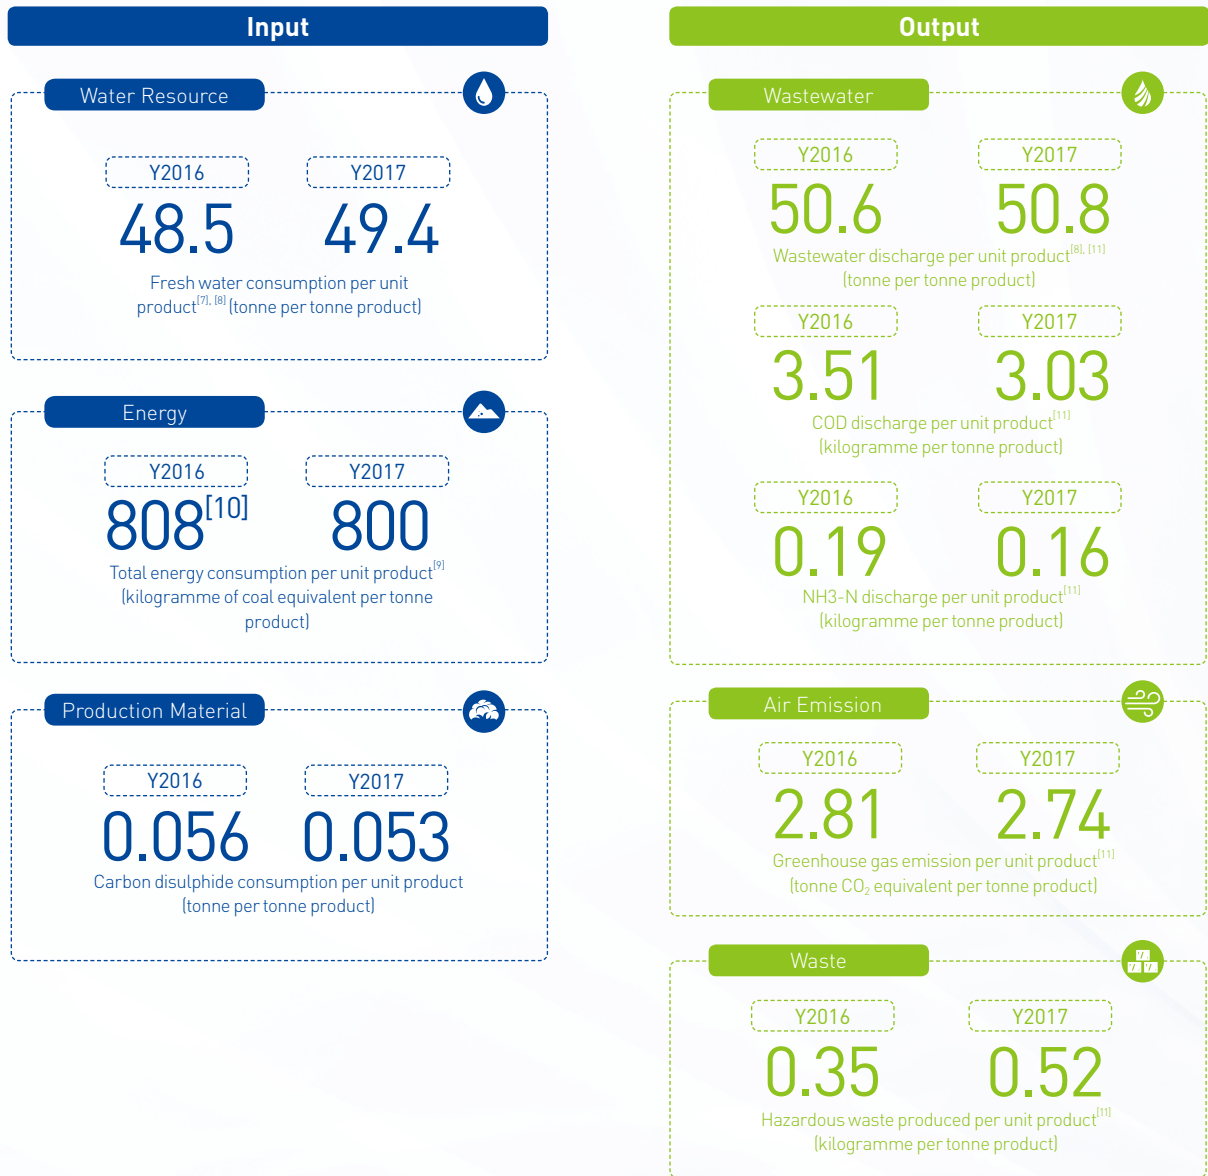 Input
Water Resource
Y2016
Y2017
48.5
49.4
Fresh water consumption per unit
product[7], [8] (tonne per tonne product)
Energy
Y2016
Y2017
808[10]
800
Total energy consumption per unit product[9]
(kilogramme of coal equivalent per tonne
product)
Production Material
Y2016
Y2017
0.056
0.053
Carbon disulphide consumption per unit product
(tonne per tonne product)
Output
Wastewater
Y2016
Y2017
50.6
50.8
Wastewater discharge per unit product[8], [11]
(tonne per tonne product)
Y2016
Y2017
3.51
3.03
COD discharge per unit product[11]
(kilogramme per tonne product)
Y2016
Y2017
0.19
0.16
NH3-N discharge per unit product[11]
(kilogramme per tonne product)
Air Emission
Y2016
Y2017
2.81
2.74
Greenhouse gas emission per unit product[11]
(tonne CO2 equivalent per tonne product)
Waste
Y2016
Y2017
0.35
0.52
Hazardous waste produced per unit product[11]
(kilogramme per tonne product)